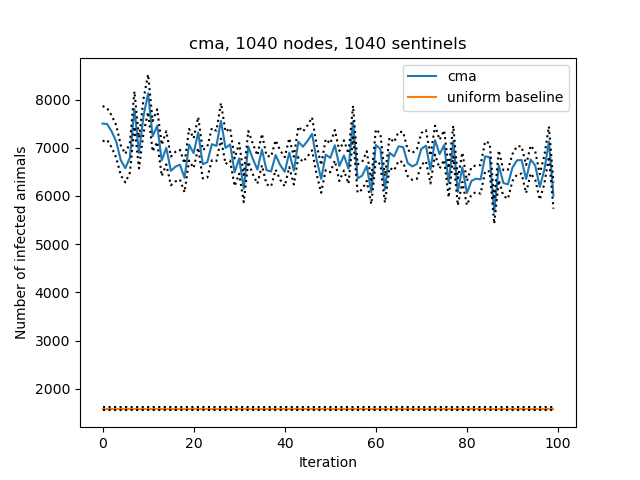 cma, 1040 nodes, 1040 sentinels
cma
uniform baseline
Number of infected animals
8000
7000
6000
5000
4000
3000
2000
0
20
40
60
80
100
Iteration